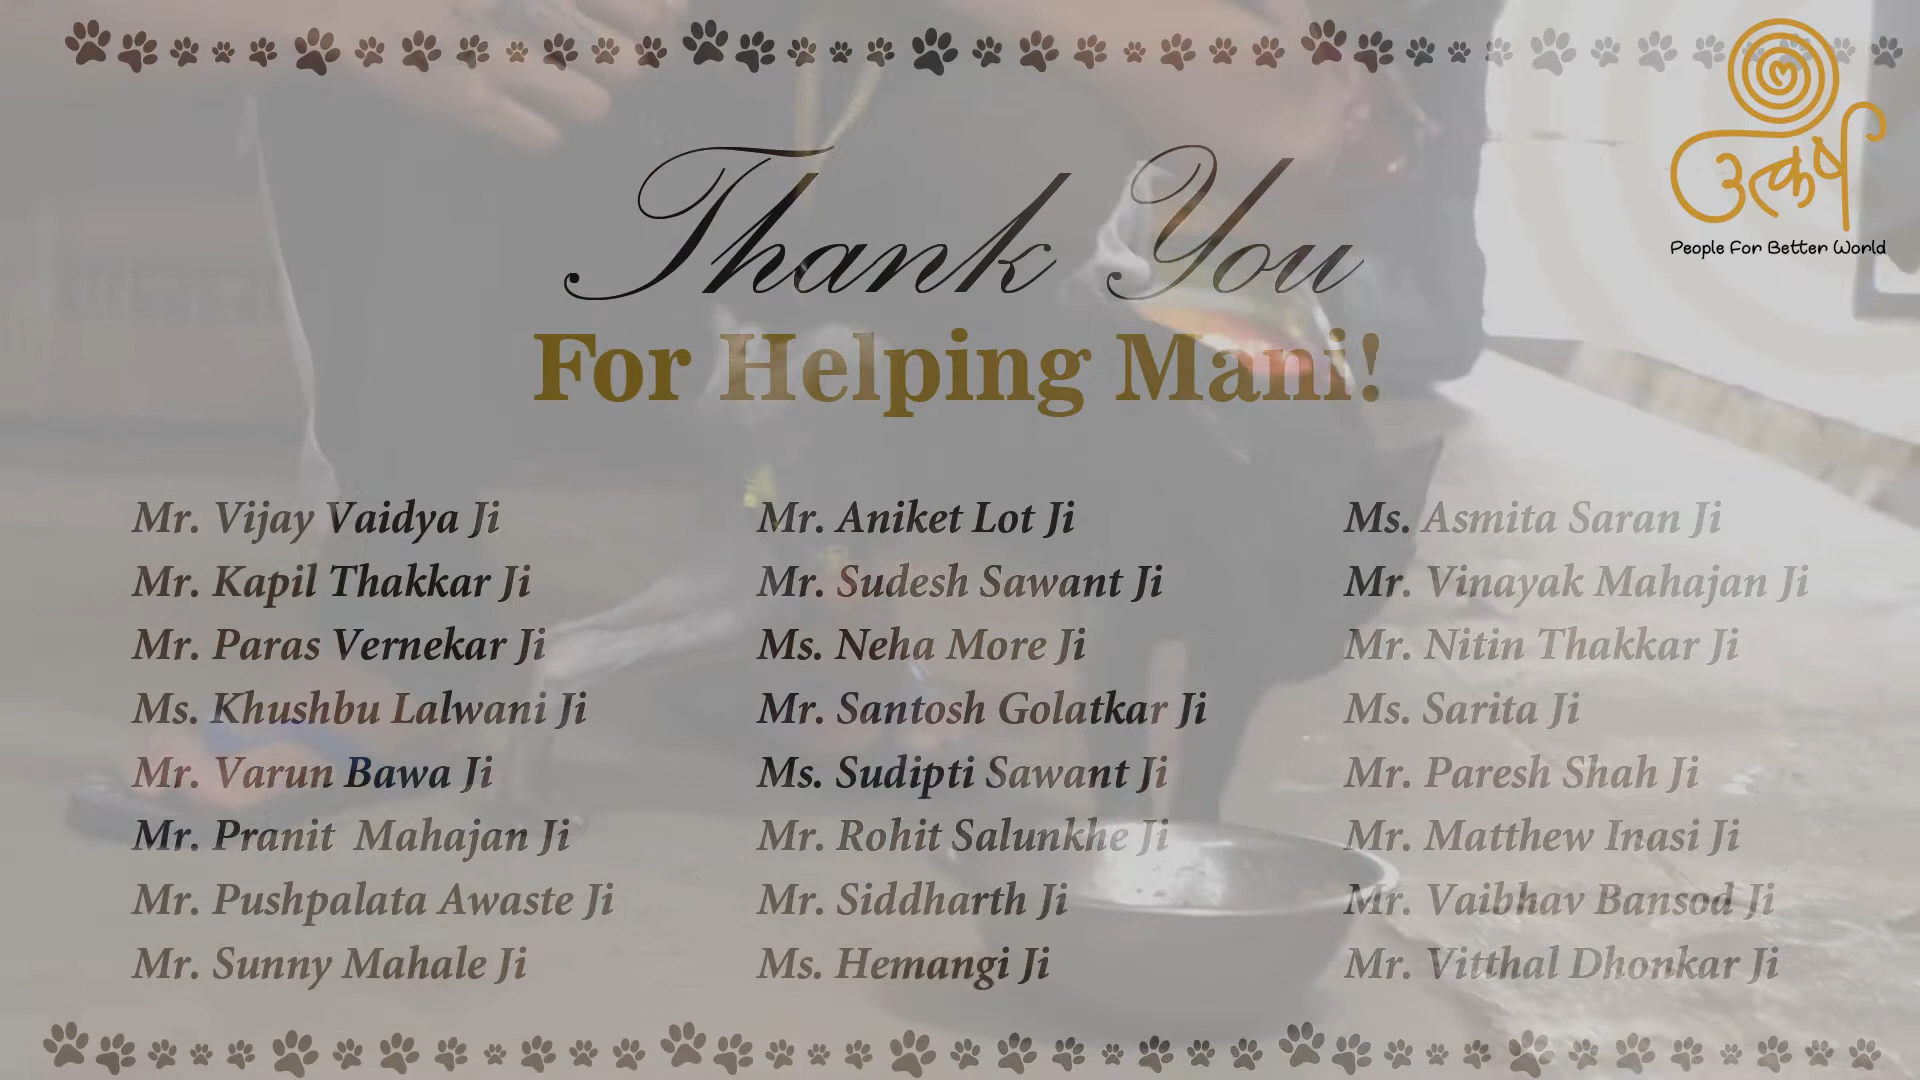 उत्कर्ष
People For Better World
Thank You
For Helping Mani!
Mr. Vijay Vaidya Ji
Mr. Kapil Thakkar Ji
Mr. Paras Vernekar Ji
Ms. Khushbu Lalwani Ji
Mr. Varun Bawa Ji
Mr. Pranit Mahajan Ji
Mr. Pushpalata Awaste Ji
Mr. Sunny Mahale Ji
Mr. Aniket Lot Ji
Mr. Sudesh Sawant Ji
Ms. Neha More Ji
Mr. Santosh Golatkar Ji
Ms. Sudipti Sawant Ji
Mr. Rohit Salunkhe Ji
Mr. Siddharth Ji
Ms. Hemangi Ji
Ms. Asmita Saran Ji
Mr. Vinayak Mahajan Ji
Mr. Nitin Thakkar Ji
Ms. Sarita Ji
Mr. Paresh Shah Ji
Mr. Matthew Inasi Ji
Mr. Vaibhav Bansod Ji
Mr. Vitthal Dhonkar Ji